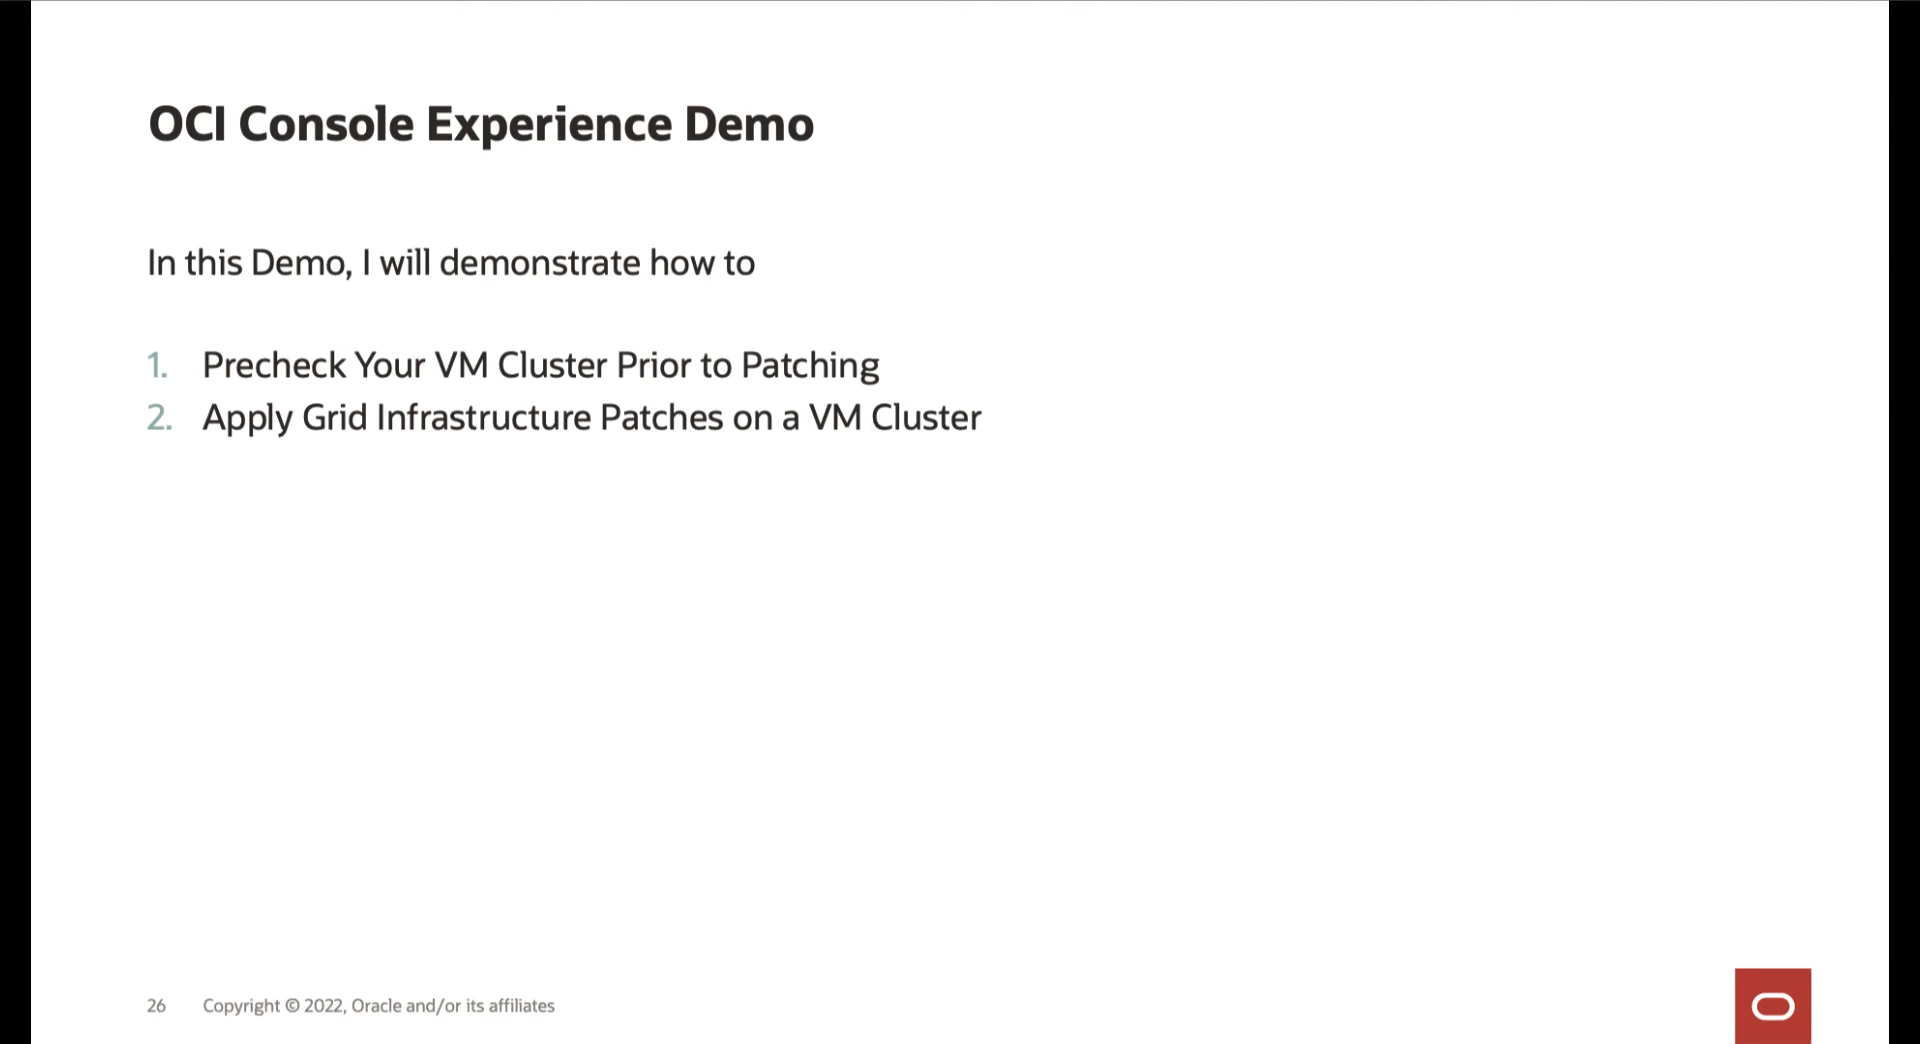 OCI Console Experience Demo
In this Demo, I will demonstrate how to
1. Precheck Your VM Cluster Prior to Patching
2. Apply Grid Infrastructure Patches on a VM Cluster
26 Copyright © 2022, Oracle and/or its affiliates